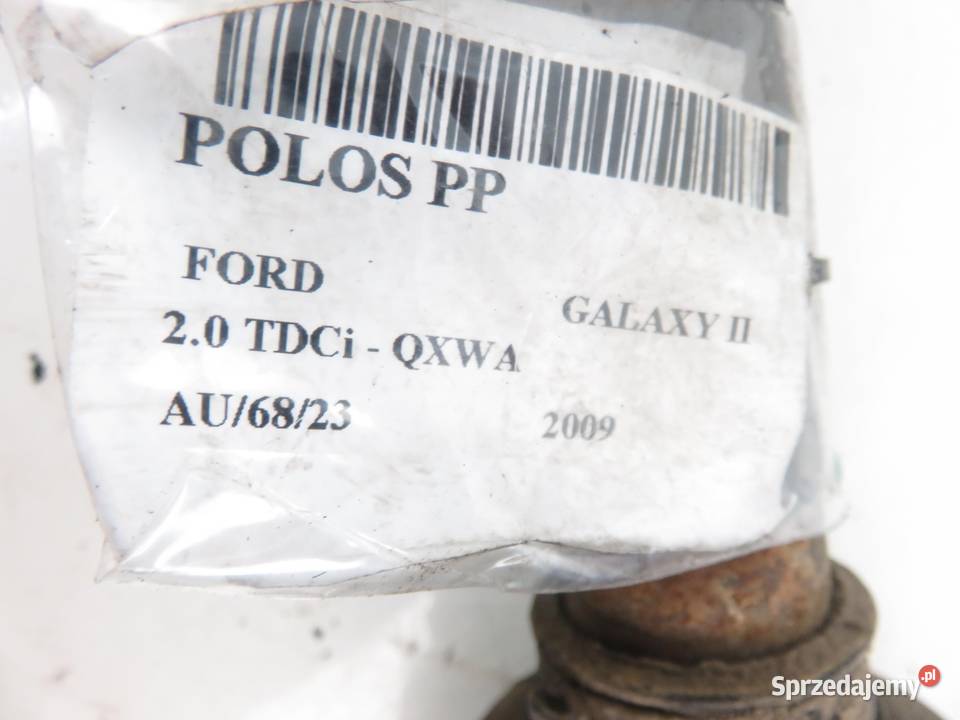 POLOS PP
FORD
GALAXY II
2.0 TDCi - QXWA
AU/68/23
2009
Sprzedajemy.pl